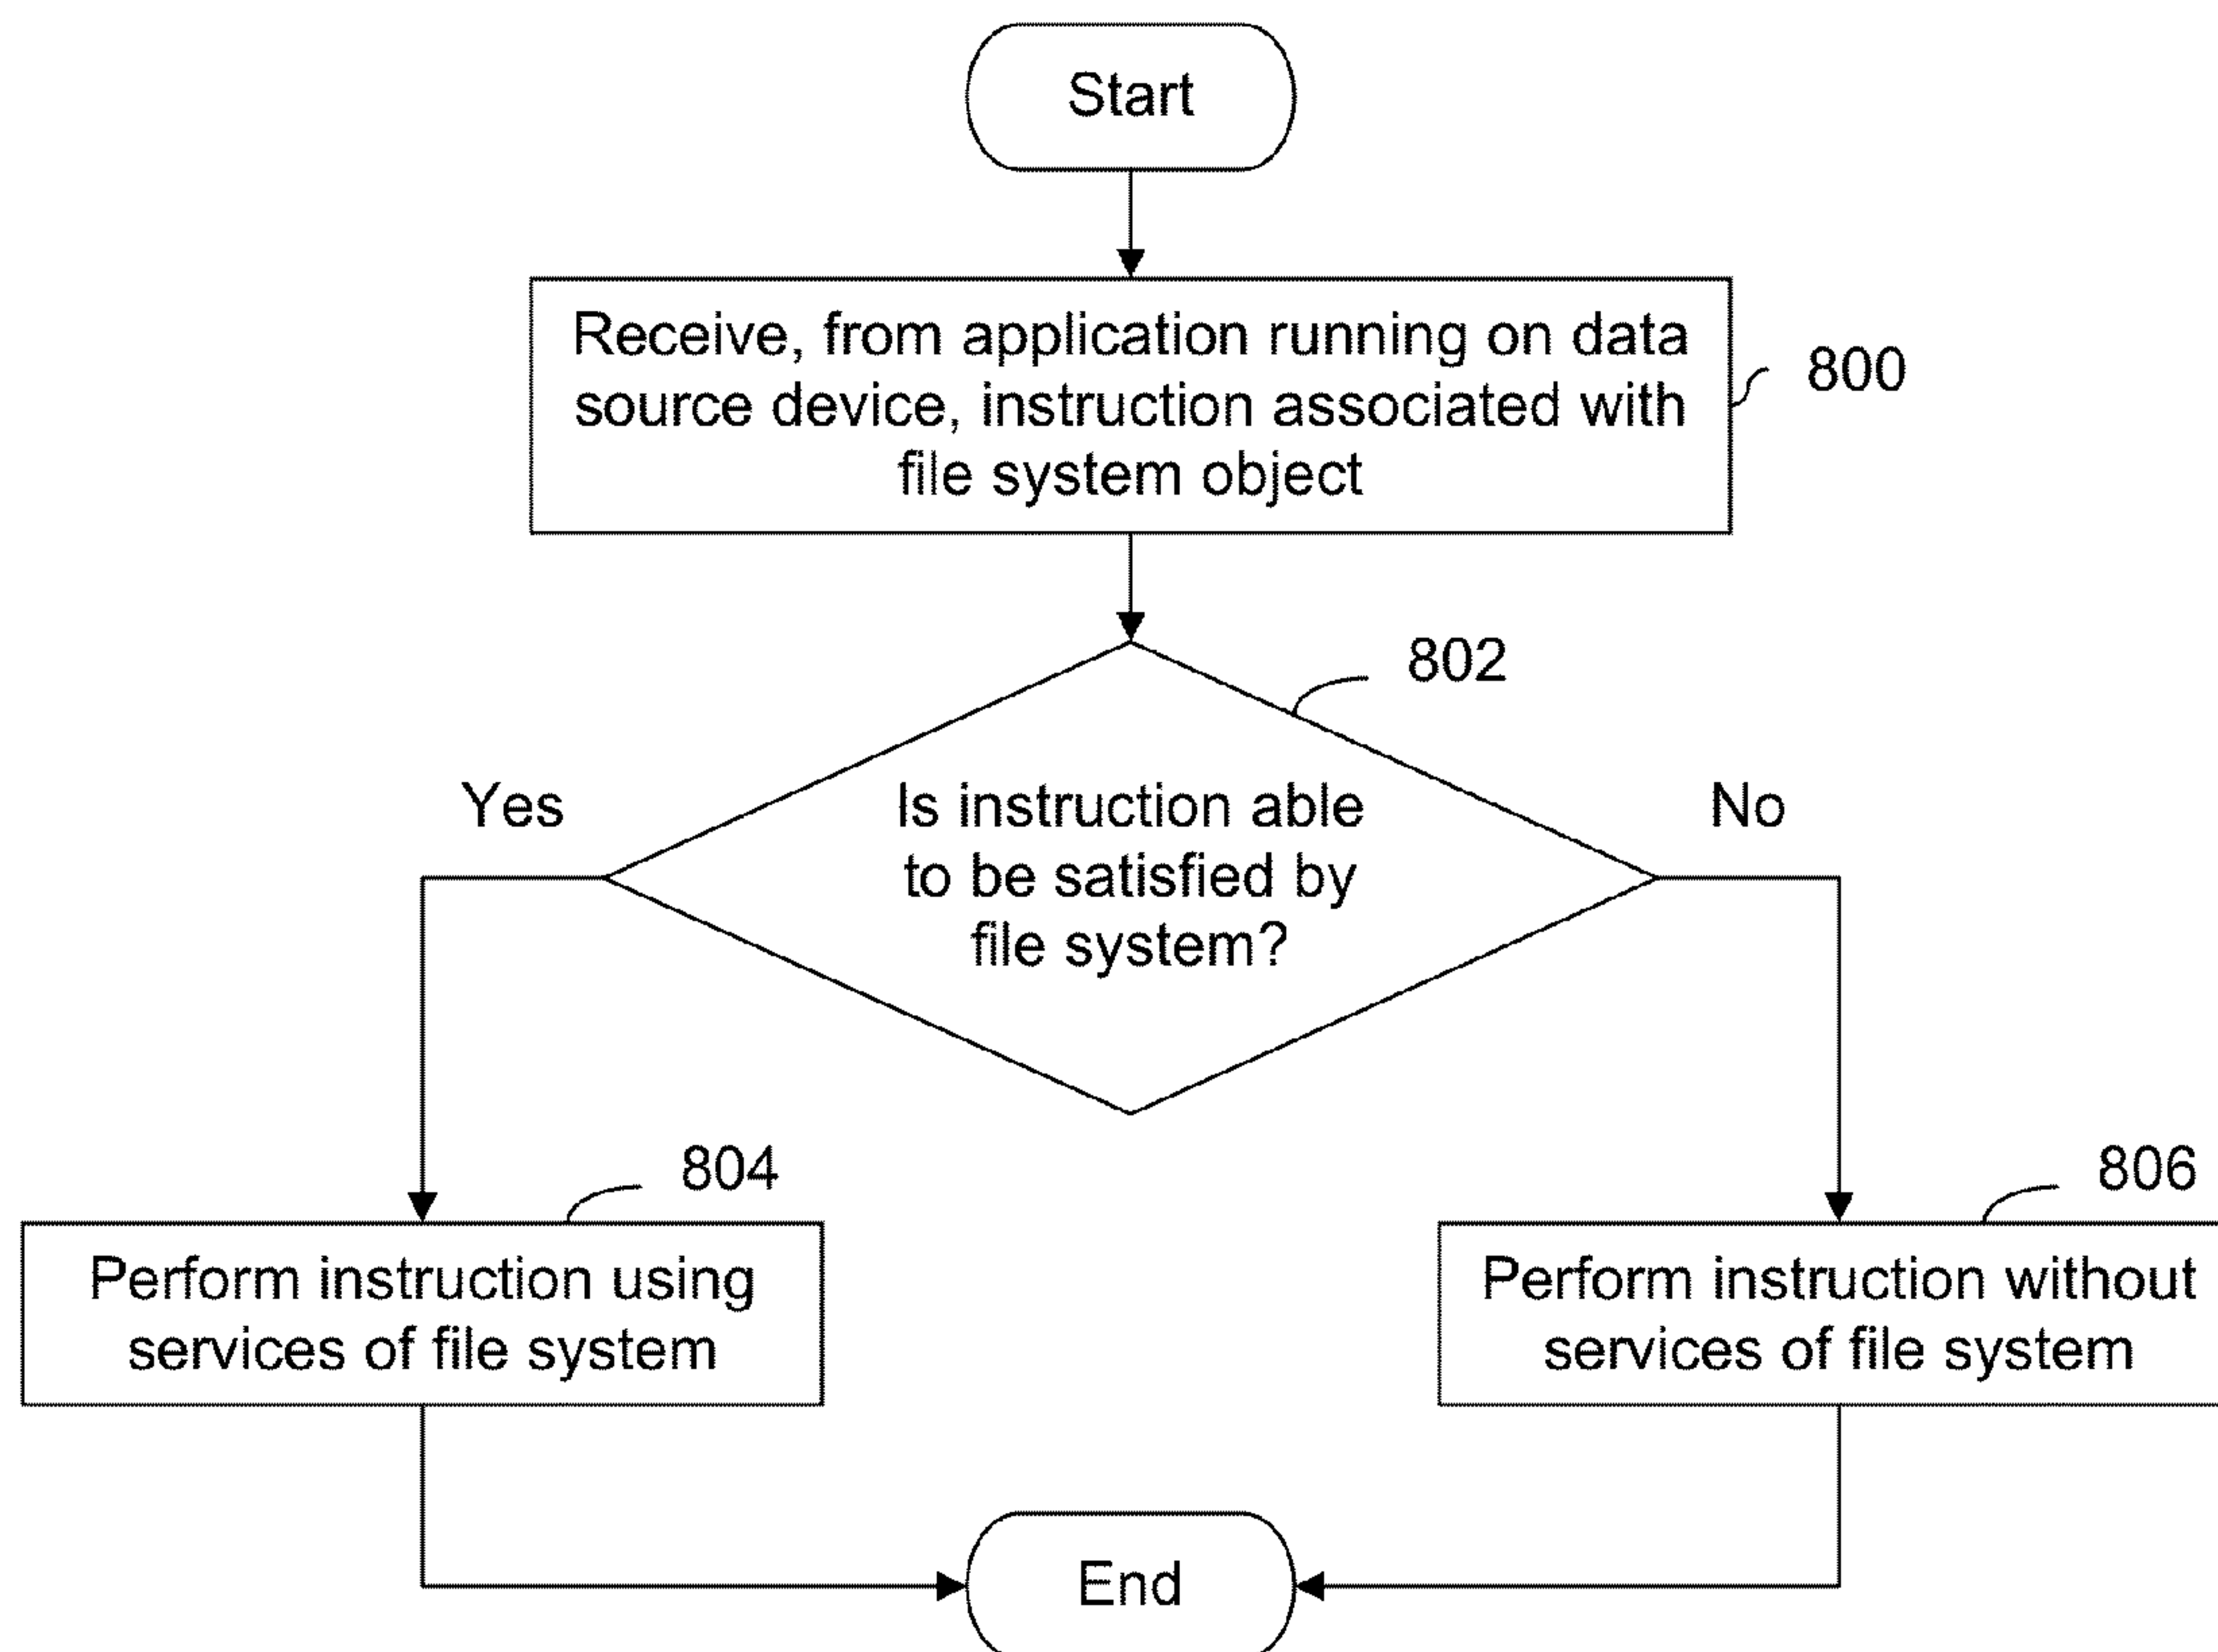 Start
Receive, from application running on data
source device, instruction associated with
file system object
800
802
Yes
Is instruction able
to be satisfied by
file system?
No
804
Perform instruction using
services of file system
806
Perform instruction without
services of file system
End